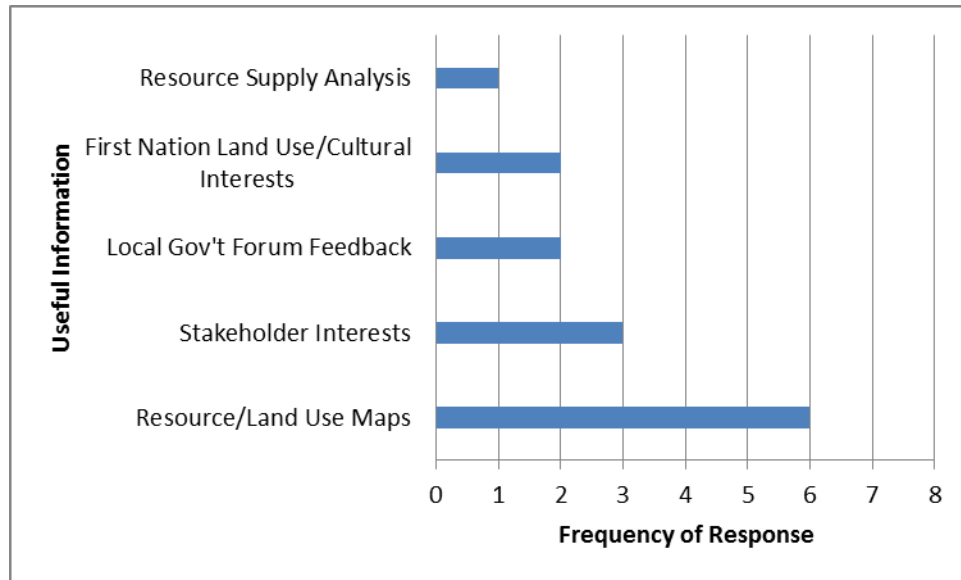 Useful Information
Resource Supply Analysis
First Nation Land Use/Cultural
Interests
Local Gov't Forum Feedback
Stakeholder Interests
Resource/Land Use Maps
0 1 2 3 4 5 6 7 8
Frequency of Response